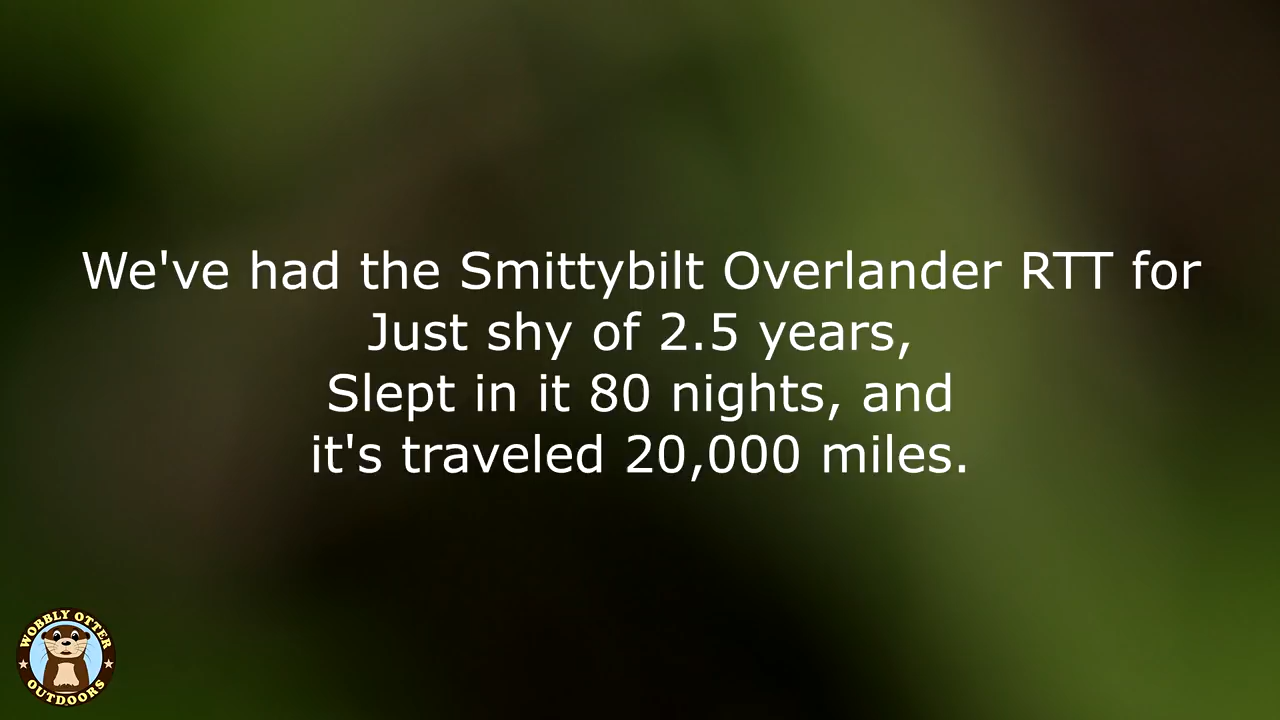 We've had the Smittybilt Overlander RTT for
Just shy of 2.5 years,
Slept in it 80 nights, and
it's traveled 20,000 miles.
WOBBLY OTTER
OUTDOORS